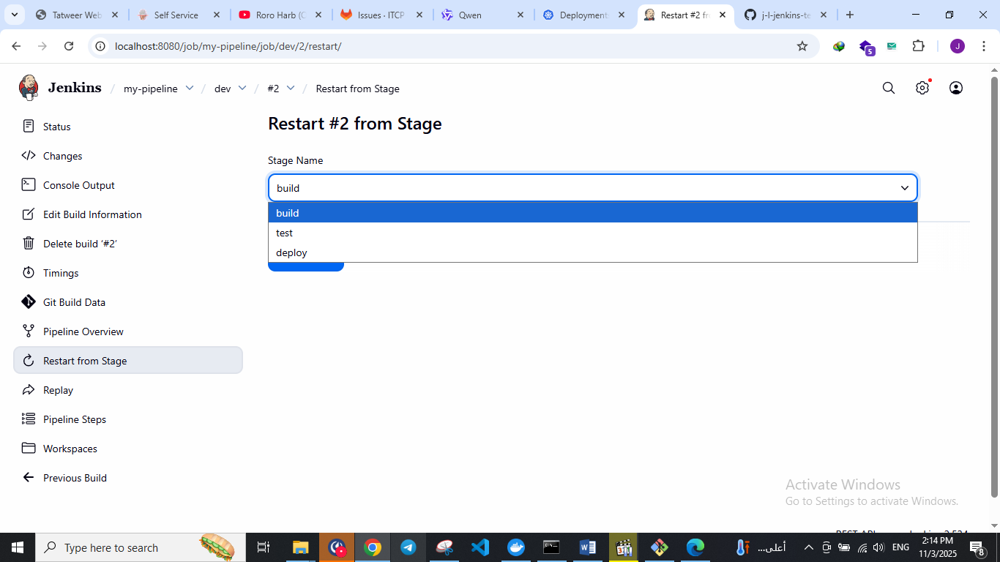 Tatweer Web
Self Service
Roro Harb (C
Issues · ITCP
Qwen
Deployment
Restart #2 fr
j-l-jenkins-te
localhost:8080/job/my-pipeline/job/dev/2/restart/
5
J
Jenkins / my-pipeline / dev / #2 / Restart from Stage
Status
Changes
Console Output
Edit Build Information
Delete build ‘#2’
Timings
Git Build Data
Pipeline Overview
Restart from Stage
Replay
Pipeline Steps
Workspaces
Previous Build
Restart #2 from Stage
Stage Name
build
build
test
deploy
Activate Windows
Go to Settings to activate Windows.
Type here to search
أعلى...
ENG
2:14 PM
11/3/2025
8